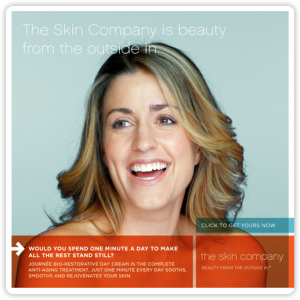 The Skin Company is beauty
from the outside in.
CLICK TO GET YOURS NOW
WOULD YOU SPEND ONE MINUTE A DAY TO MAKE
ALL THE REST STAND STILL?
JOURNÉE BIO-RESTORATIVE DAY CREAM IS THE COMPLETE
ANTI-AGING TREATMENT. JUST ONE MINUTE EVERY DAY SOOTHS,
SMOOTHS AND REJUVENATES YOUR SKIN.
the skin company
BEAUTY FROM THE OUTSIDE IN